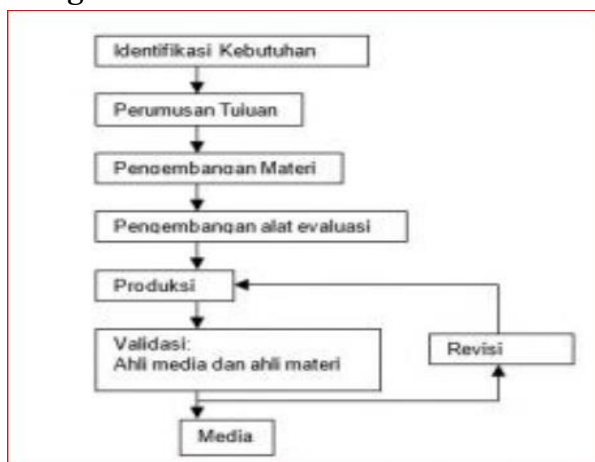 Identifikasi Kebutuhan
Perumusan Tujuan
Pengembangan Materi
Pengembangan alat evaluasi
Produksi
Validasi:
Ahli media dan ahli materi
Revisi
Media